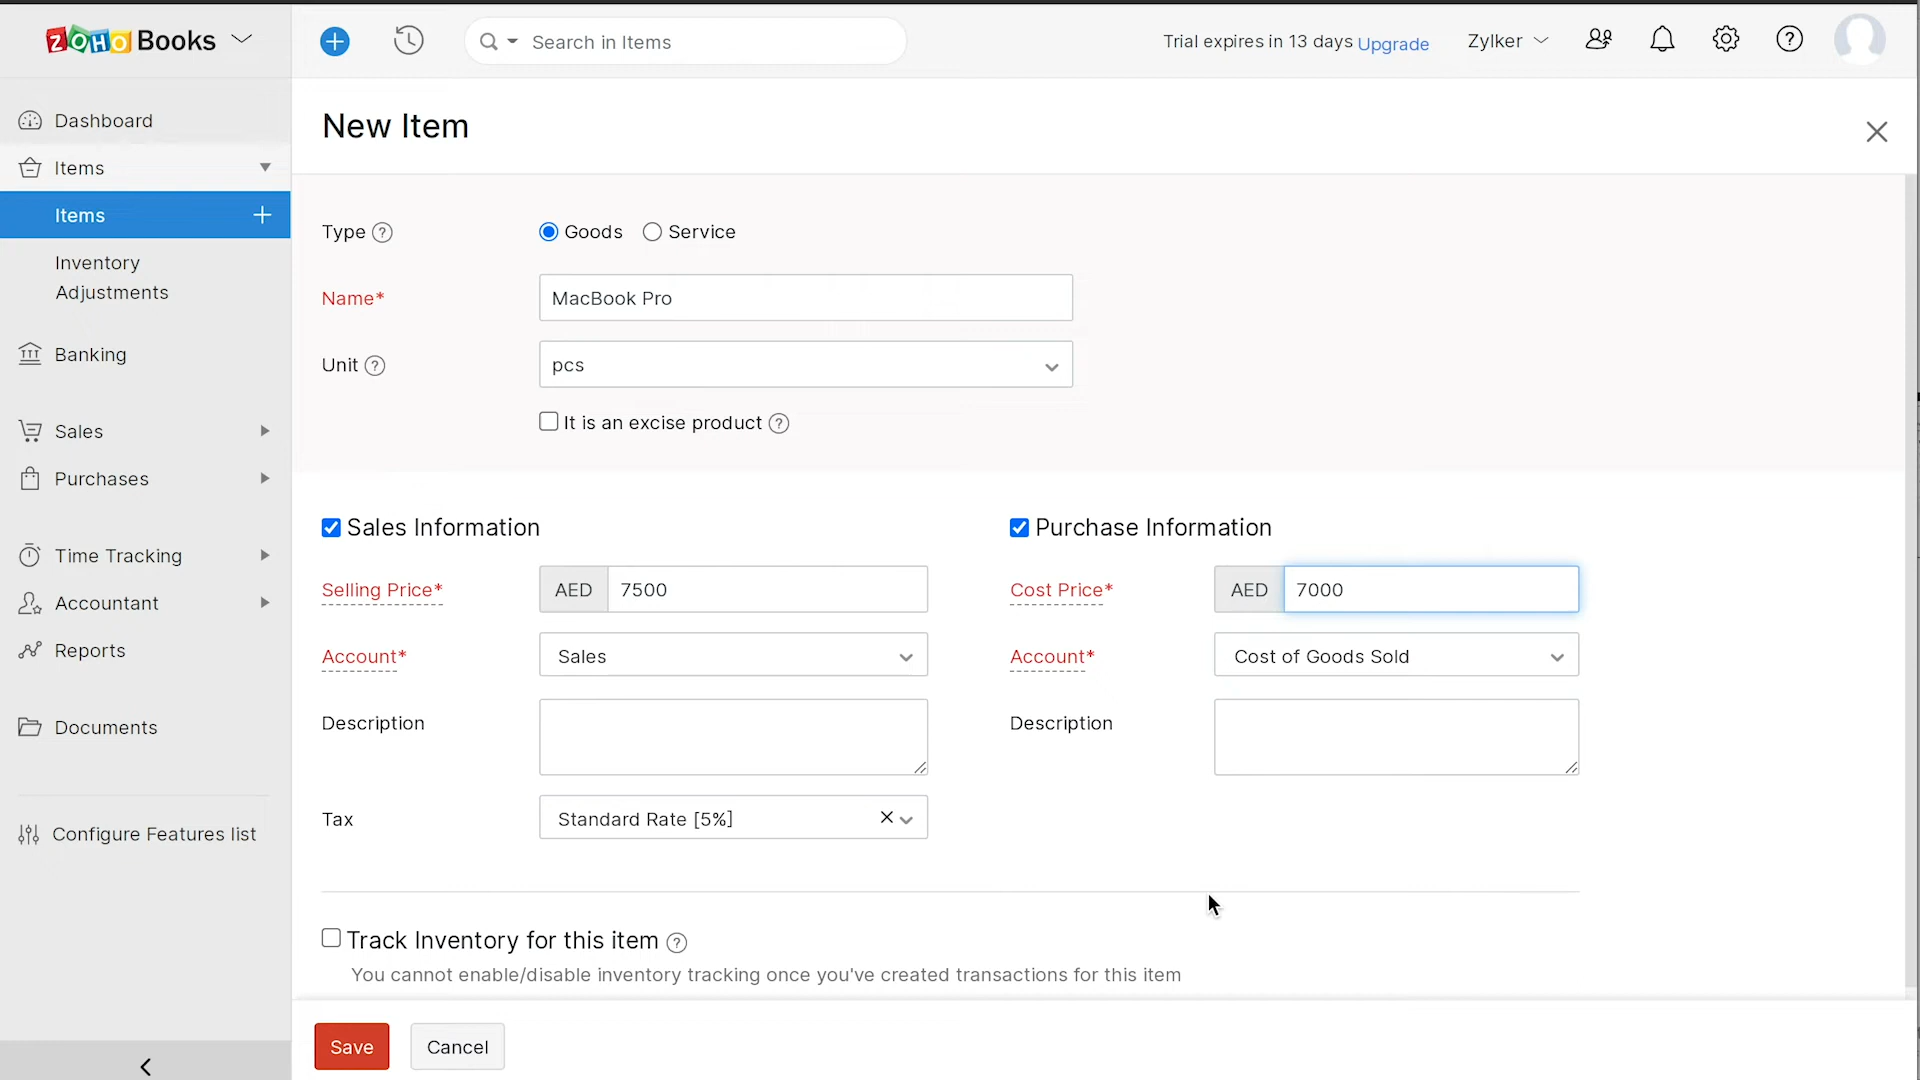 ZOHO Books
Search in Items
Trial expires in 13 days Upgrade
Zylker
Dashboard
Items
Items
Inventory
Adjustments
Banking
Sales
Purchases
Time Tracking
Accountant
Reports
Documents
Configure Features list
New Item
Type
Goods
Service
Name*
MacBook Pro
Unit
pcs
It is an excise product
Sales Information
Selling Price*
AED 7500
Account*
Sales
Description
Tax
Standard Rate [5%]
Purchase Information
Cost Price*
AED 7000
Account*
Cost of Goods Sold
Description
Track Inventory for this item
You cannot enable/disable inventory tracking once you've created transactions for this item
Save
Cancel